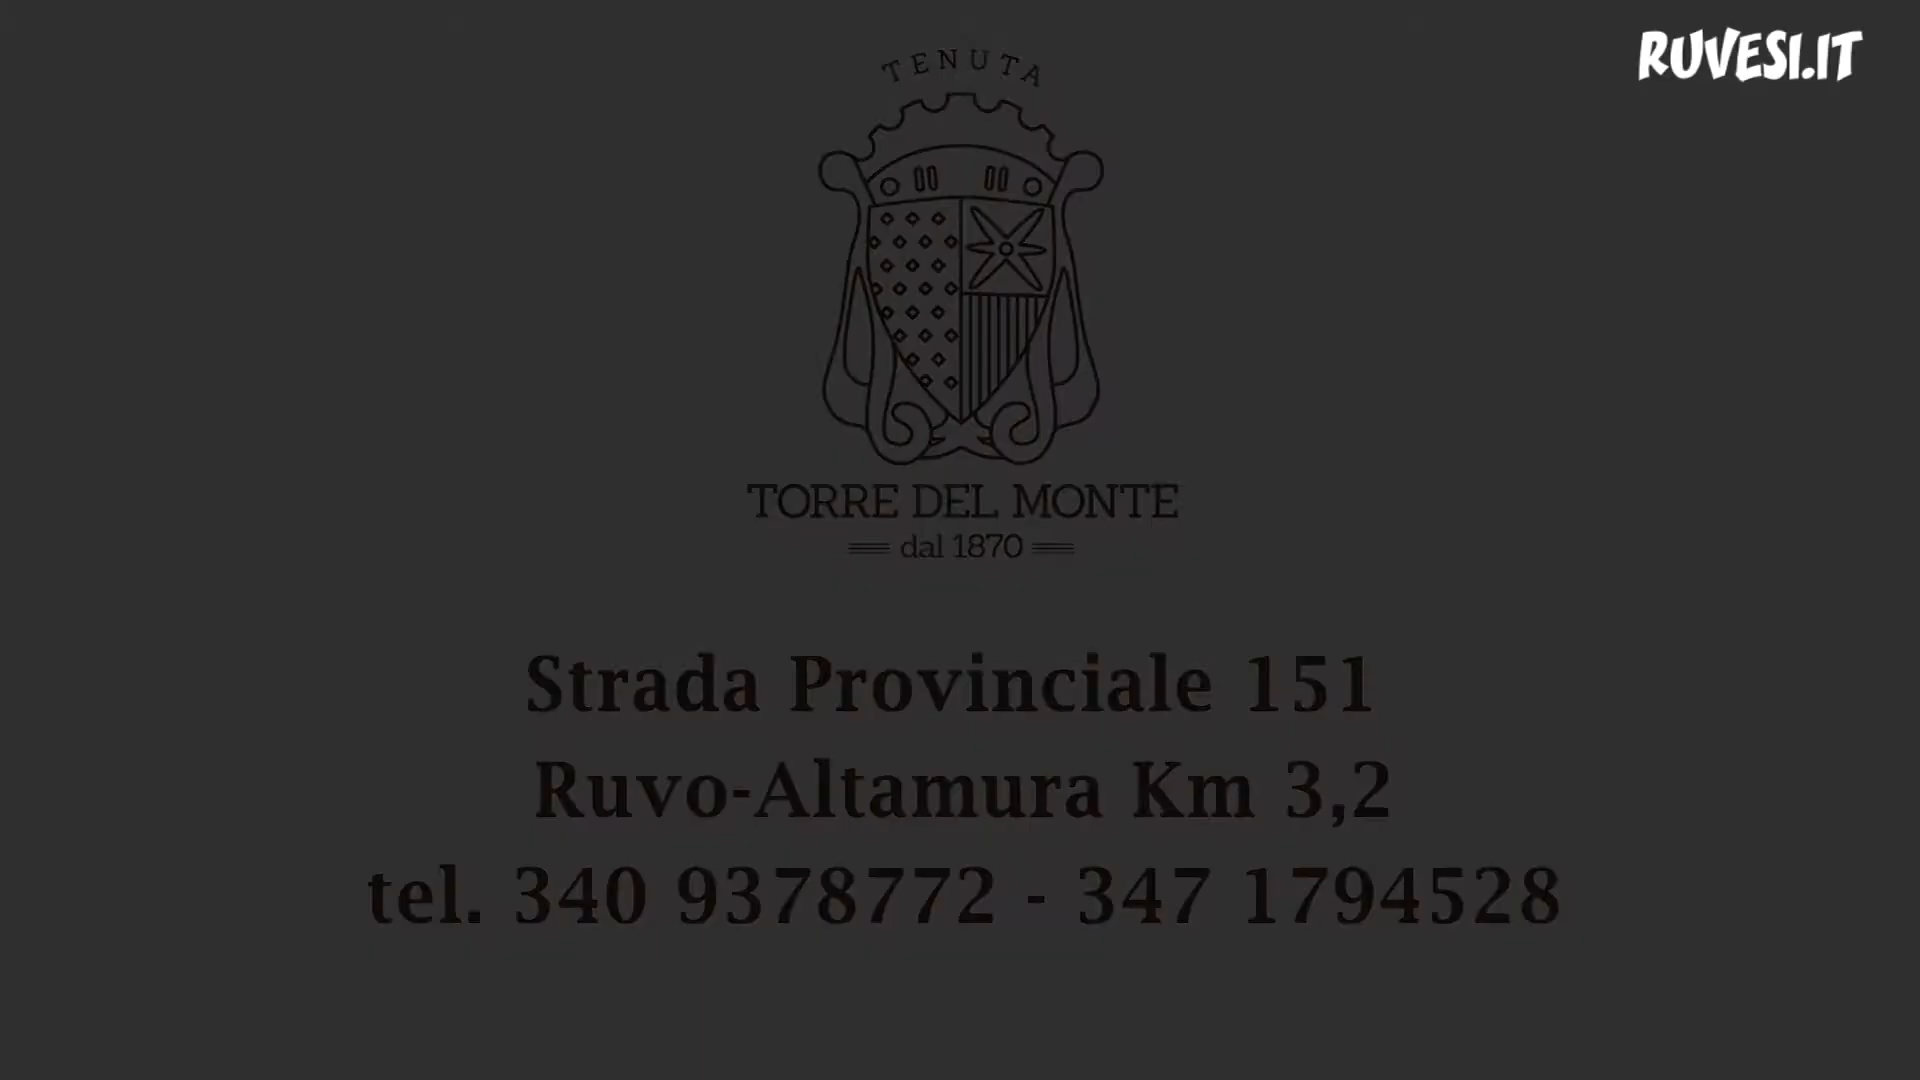 RUVESI.IT
TENUTA
TORRE DEL MONTE
dal 1870
Strada Provinciale 151
Ruvo-Altamura Km 3,2
tel. 340 9378772 - 347 1794528